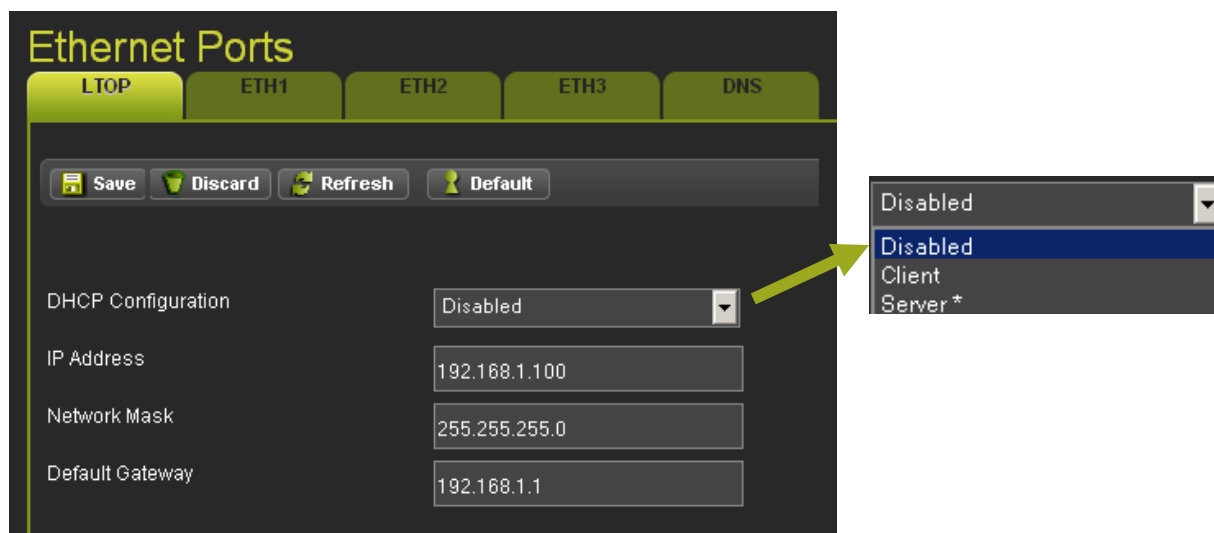 Ethernet Ports
LTOP ETH1 ETH2 ETH3 DNS
Save Discard Refresh Default
DHCP Configuration Disabled
IP Address 192.168.1.100
Network Mask 255.255.255.0
Default Gateway 192.168.1.1
Disabled
Disabled
Client
Server *